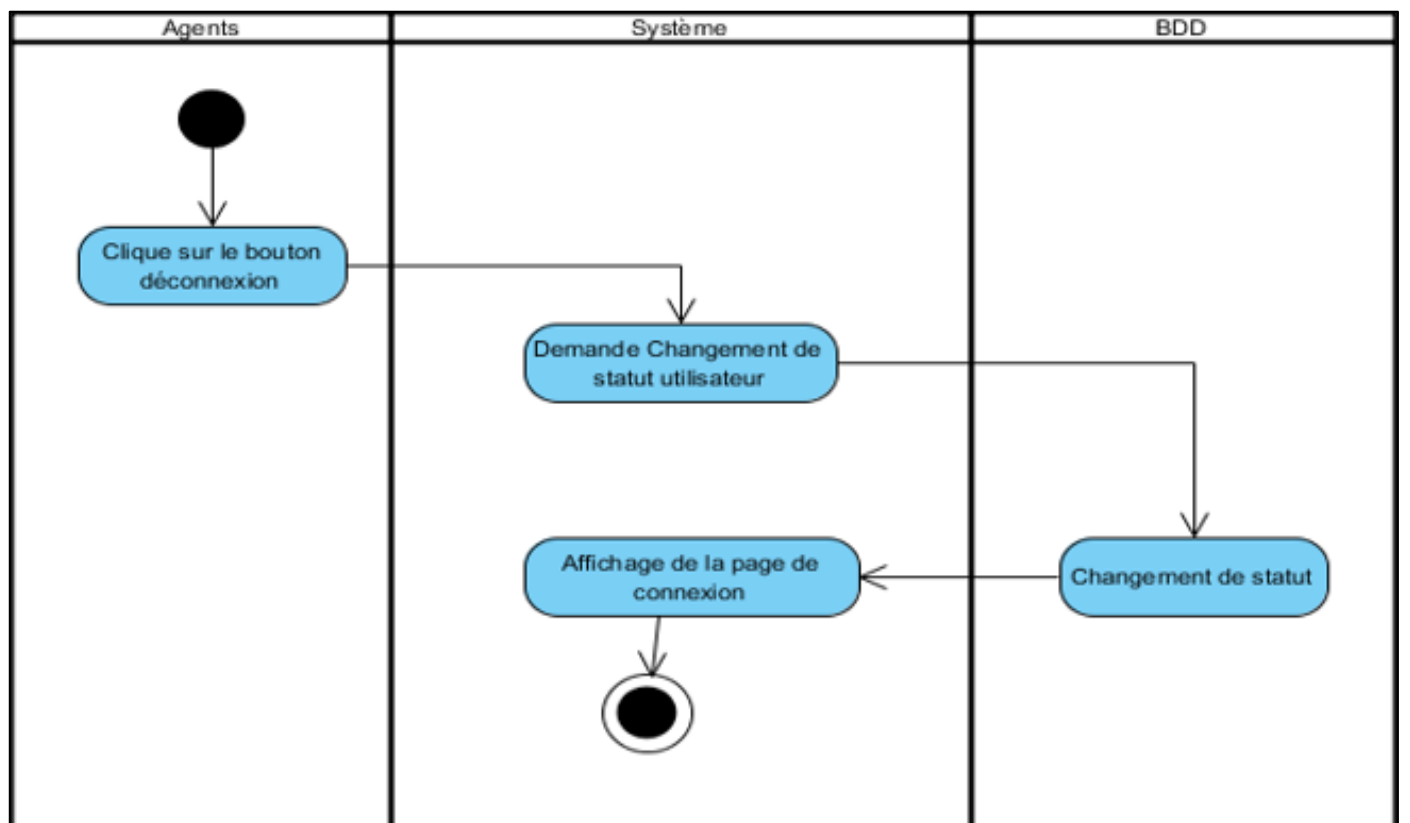 Agents
Système
BDD
Clique sur le bouton
déconnexion
Demande Changement de
statut utilisateur
Affichage de la page de
connexion
Changement de statut